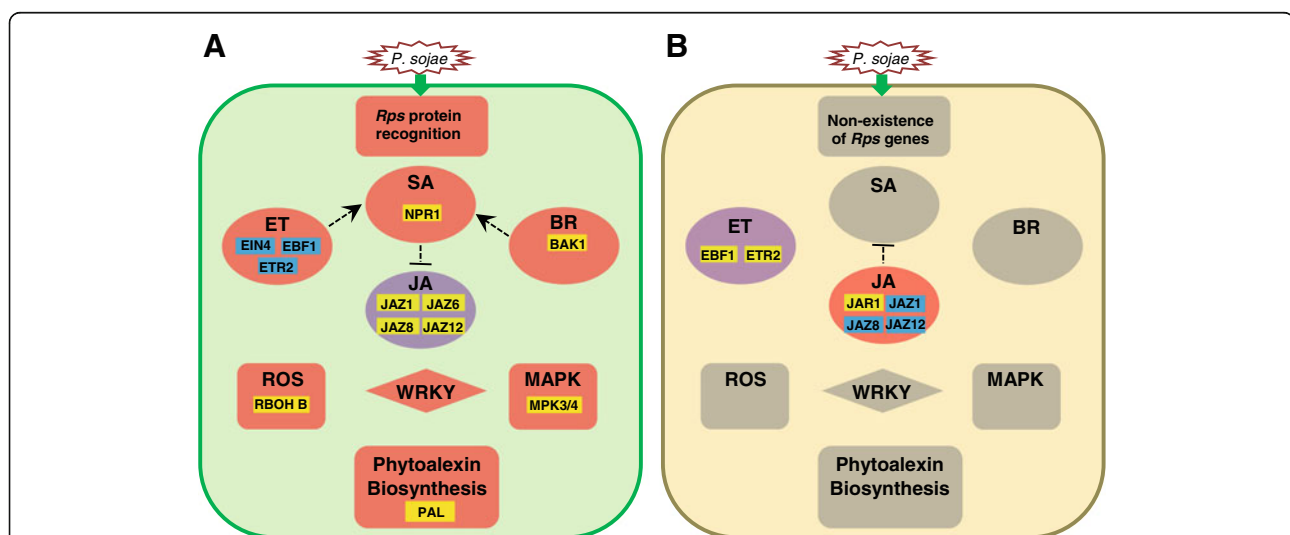 A
B
P. sojae
P. sojae
Rps protein
recognition
Non-existence
of Rps genes
SA
NPR1
SA
ET
EIN4 EBF1
ETR2
BR
BAK1
ET
EBF1 ETR2
BR
JA
JAZ1 JAZ6
JAZ8 JAZ12
JA
JAR1 JAZ1
JAZ8 JAZ12
ROS
RBOH B
WRKY
MAPK
MPK3/4
ROS
WRKY
MAPK
Phytoalexin
Biosynthesis
PAL
Phytoalexin
Biosynthesis